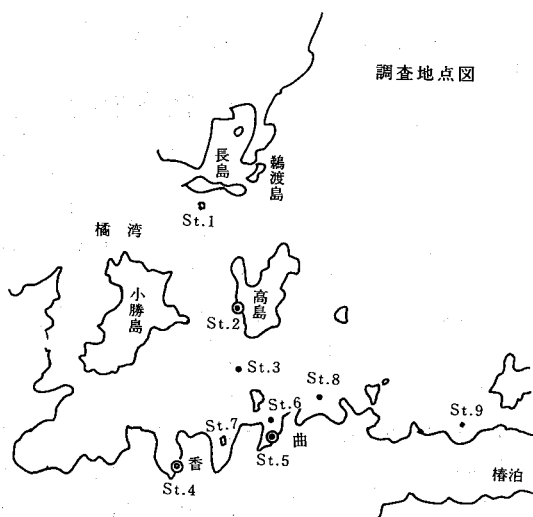 調査地点図
長島
鵜渡島
St.1
橘湾
小勝島
高島
St.2
St.3
St.8
St.6
St.7
St.9
曲
St.5
香
St.4
椿泊